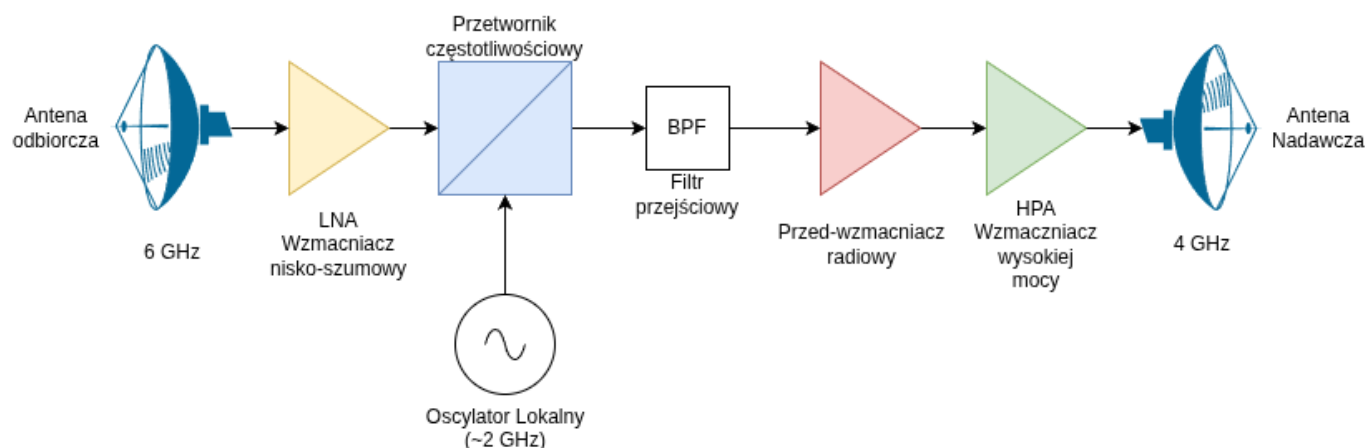 Antena
odbiorcza
6 GHz
LNA
Wzmacniacz
nisko-szumowy
Przetwornik
częstotliwościowy
Oscylator Lokalny
(~2 GHz)
BPF
Filtr
przejściowy
Przed-wzmacniacz
radiowy
HPA
Wzmaczniacz
wysokiej
mocy
4 GHz
Antena
Nadawcza